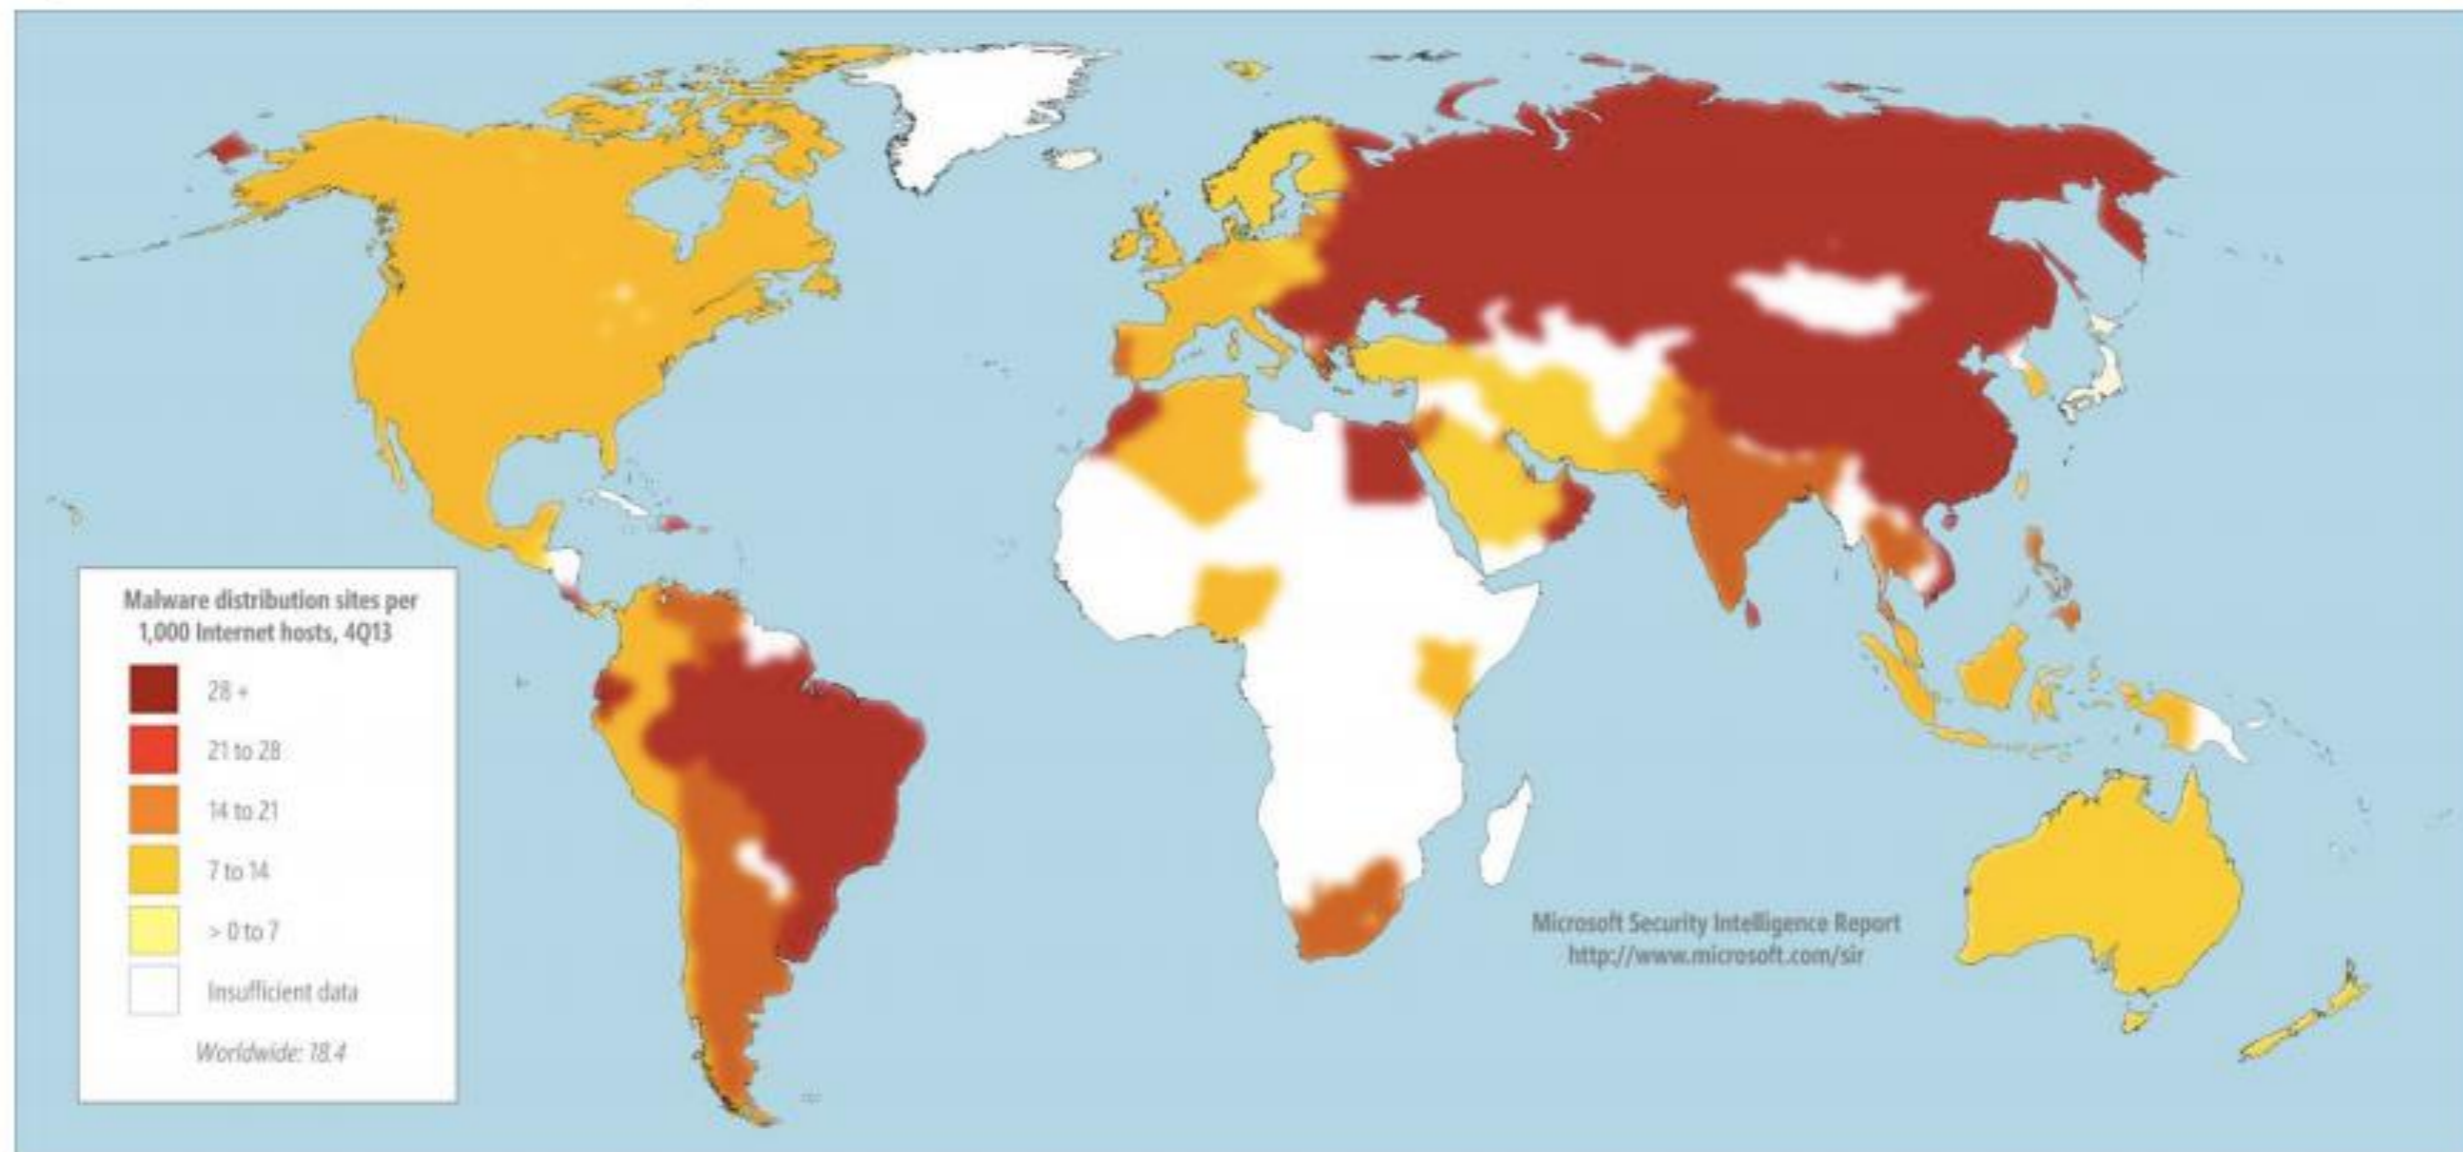 Malware distribution sites per
1,000 Internet hosts, 4Q13
28 +
21 to 28
14 to 21
7 to 14
> 0 to 7
Insufficient data
Worldwide: 18.4
Microsoft Security Intelligence Report
http://www.microsoft.com/sir